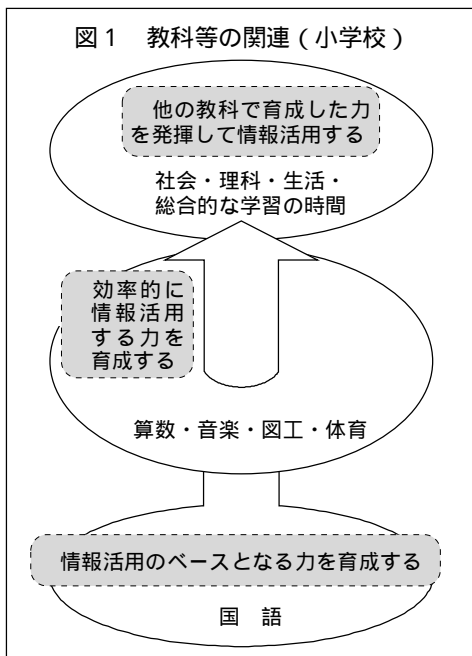 図1 教科等の関連(小学校)
他の教科で育成した力
を発揮して情報活用する
社会・理科・生活・
総合的な学習の時間
効率的に
情報活用
する力を
育成する
算数・音楽・図工・体育
情報活用のベースとなる力を育成する
国 語